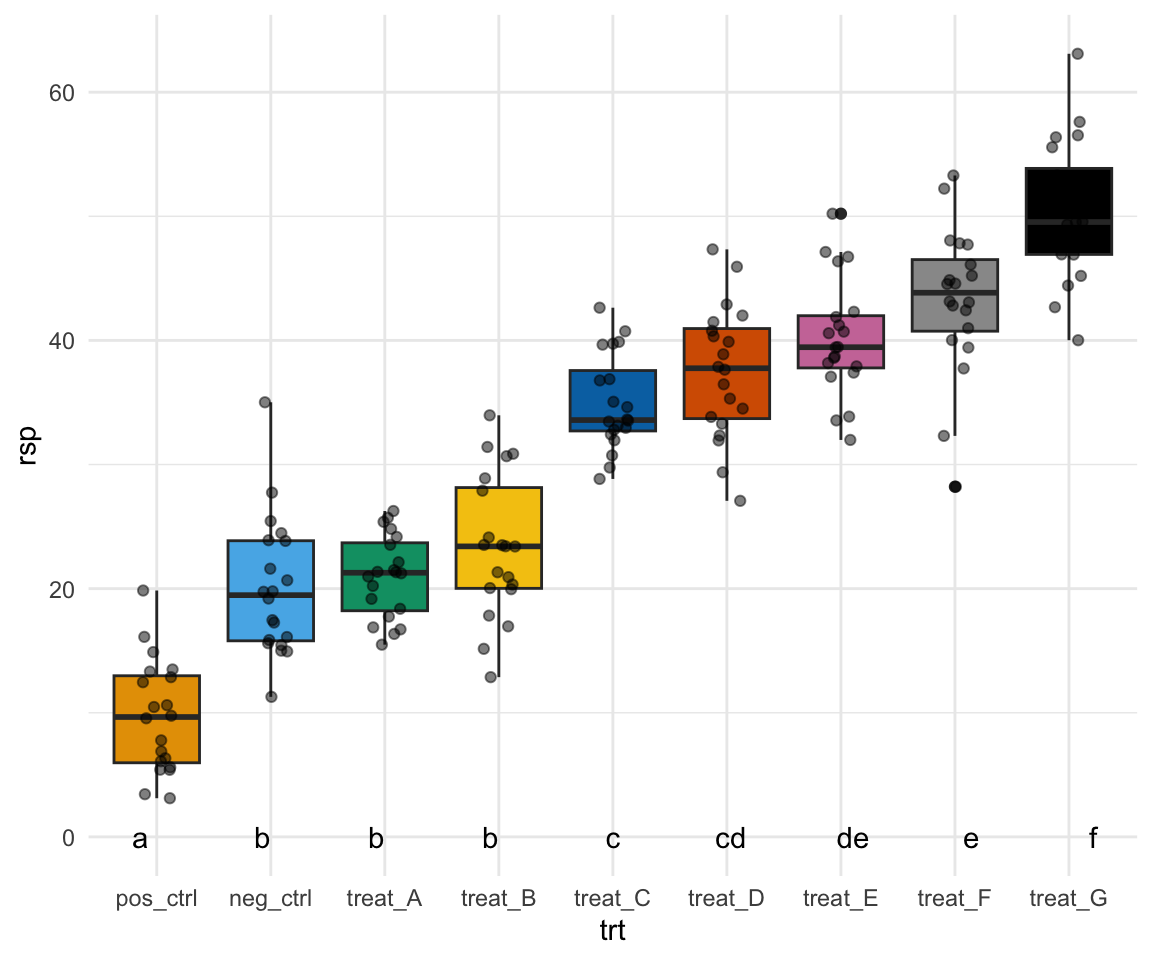 60
40
20
0
rsp
a b b b c cd de e f
pos_ctrl neg_ctrl treat_A treat_B treat_C treat_D treat_E treat_F treat_G
trt